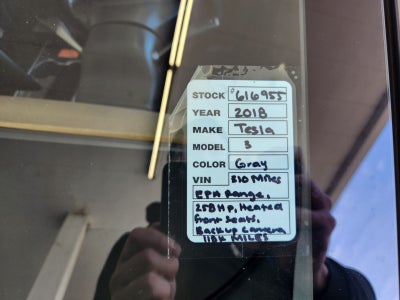 STOCK 616955
YEAR 2018
MAKE Tesla
MODEL 3
COLOR Gray
VIN 310 Miles
EPA Range,
258 Hp, Heated
front Seats,
Backup Camera
118K MILES